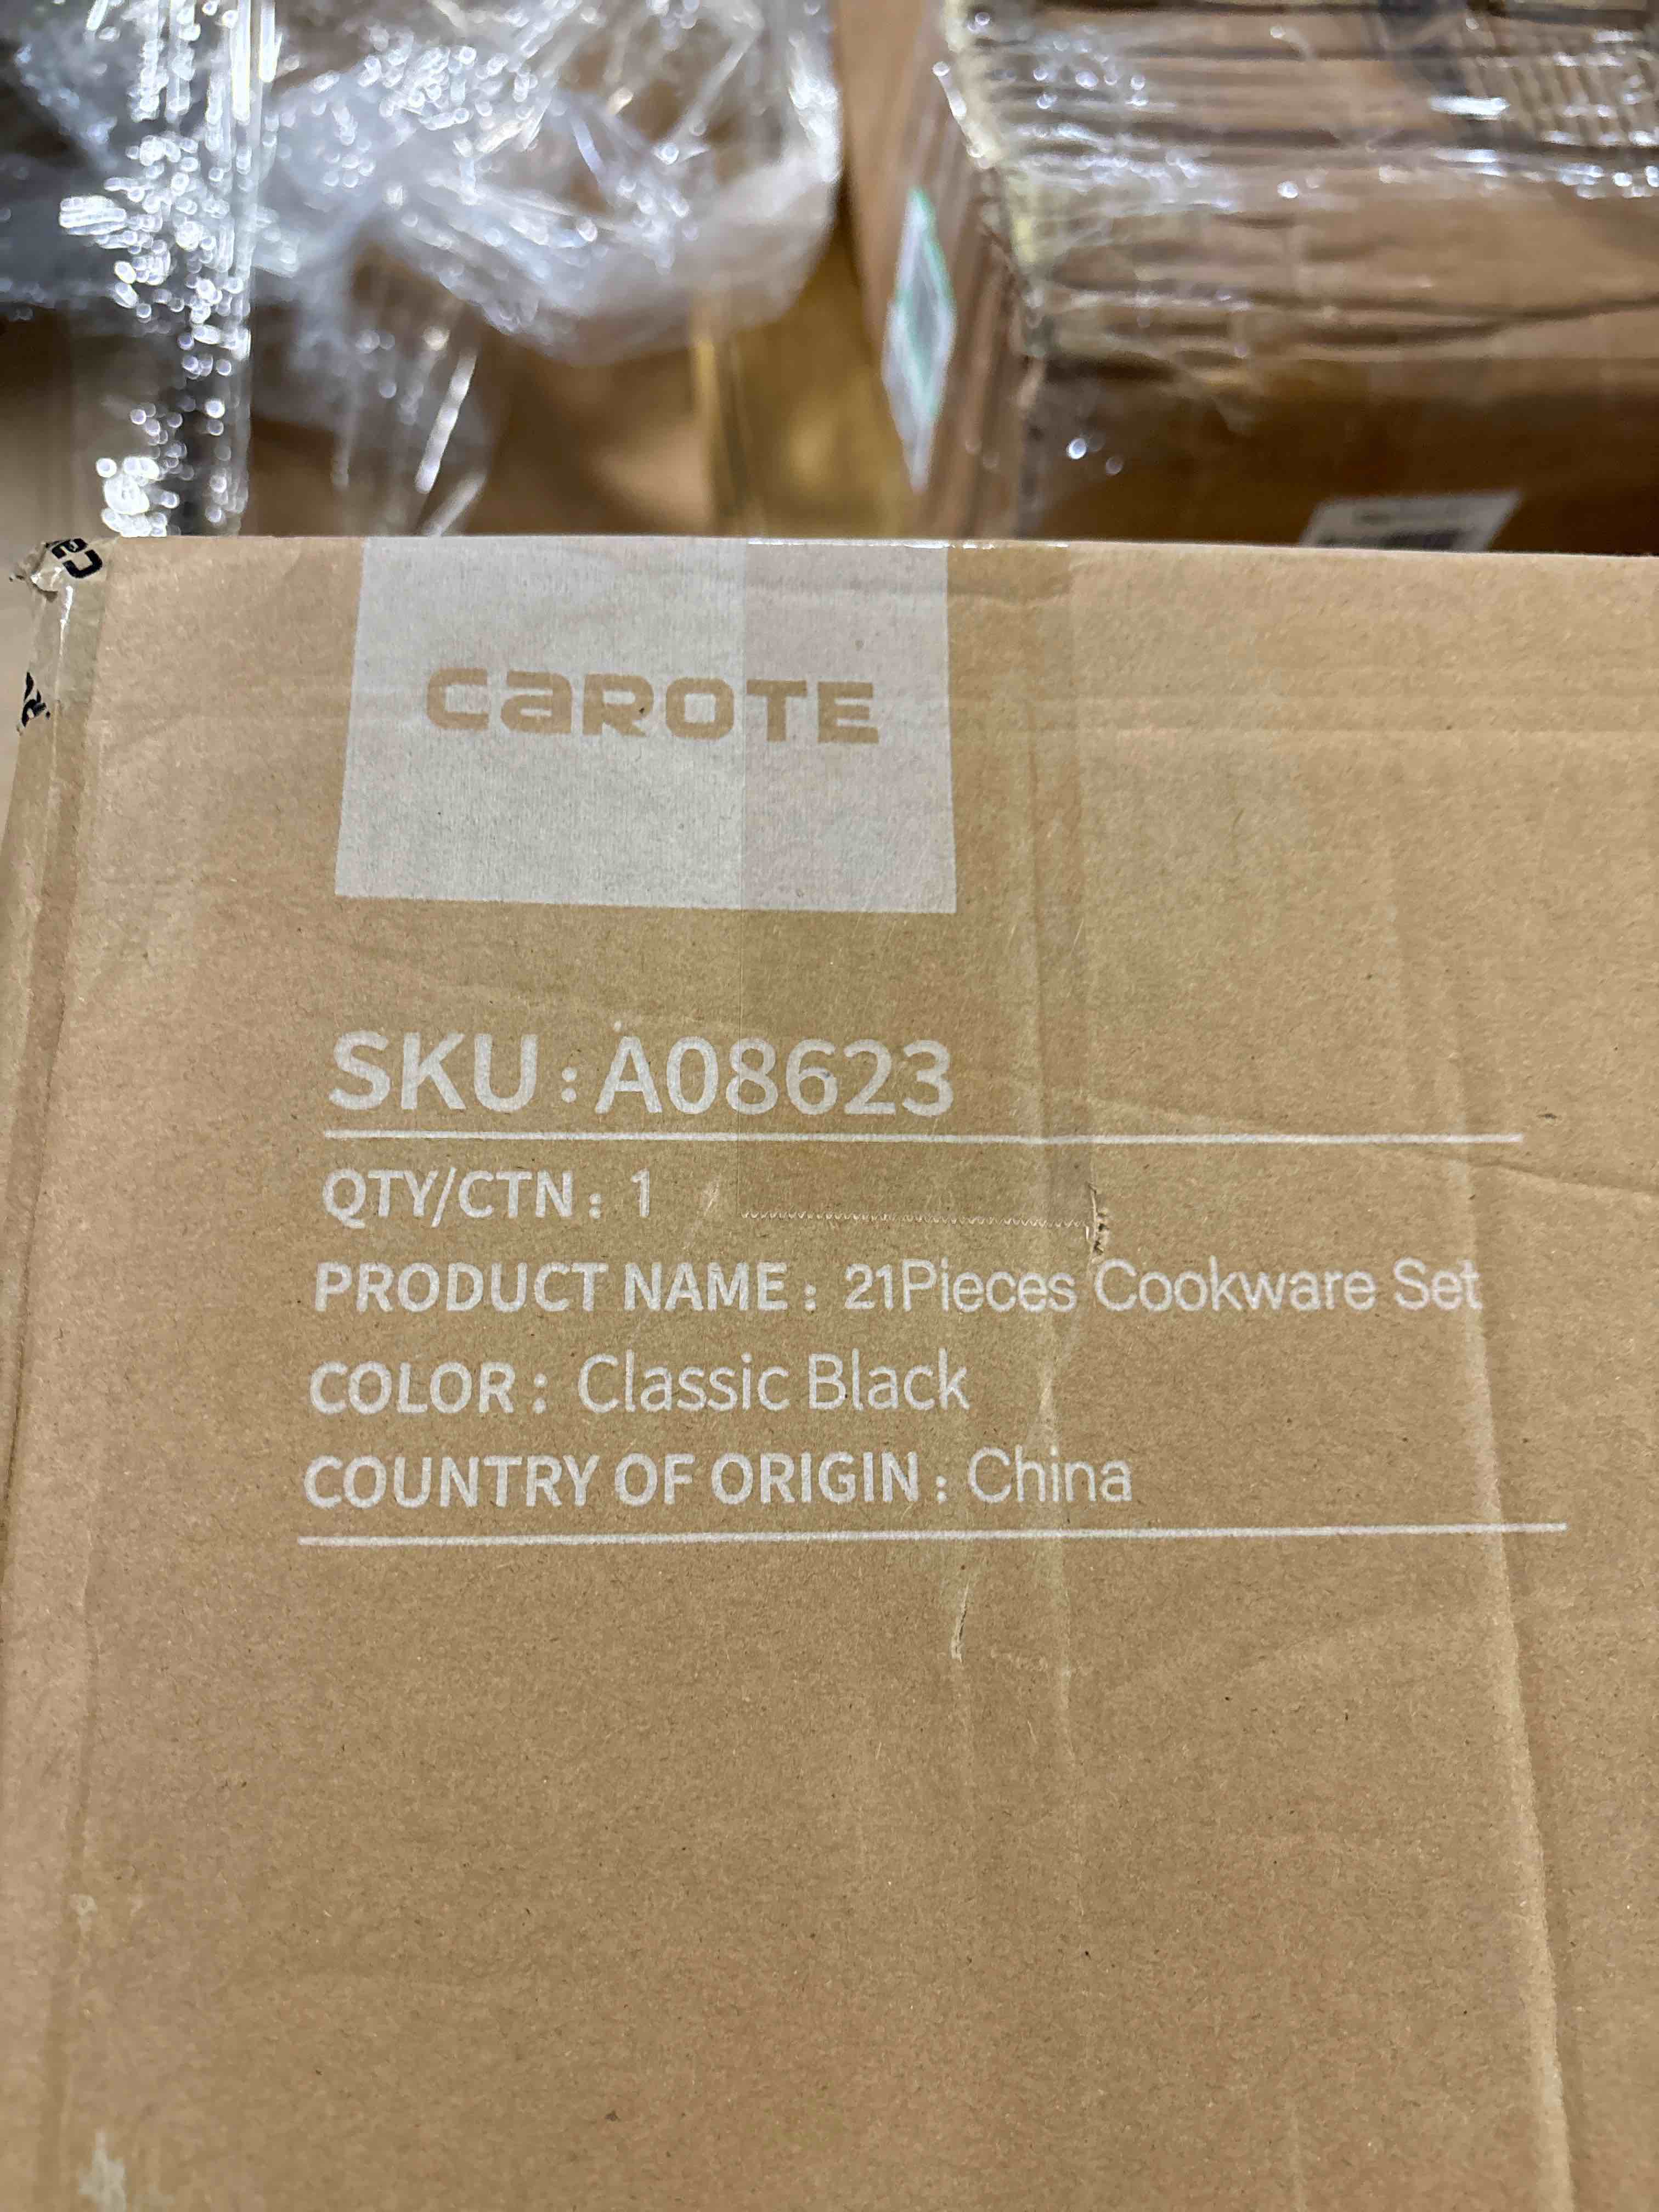 CaROTE
SKU：A08623
QTY/CTN：1
PRODUCT NAME：21Pieces Cookware Set
COLOR：Classic Black
COUNTRY OF ORIGIN：China